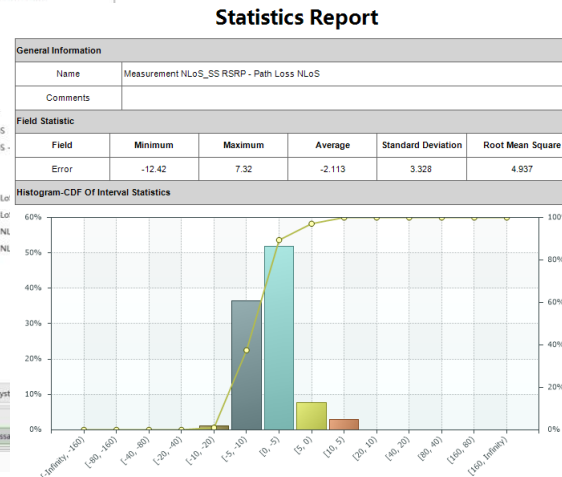 Statistics Report
General Information
Name Measurement NLoS_SS RSRP - Path Loss NLoS
Comments
Field Statistic
Field Minimum Maximum Average Standard Deviation Root Mean Square
Error -12.42 7.32 -2.113 3.328 4.937
Histogram-CDF Of Interval Statistics
60% 100%
50%
80%
40%
60%
30%
40%
20%
20%
10%
0% 0%
[-Infinity, -160) [-80, -160) [-40, -80) [-20, -40) [-10, -20) [-5, -10) [0, -5) [5, 0) [10, 5) [20, 10) [40, 20) [80, 40) [160, 80) [160, Infinity)